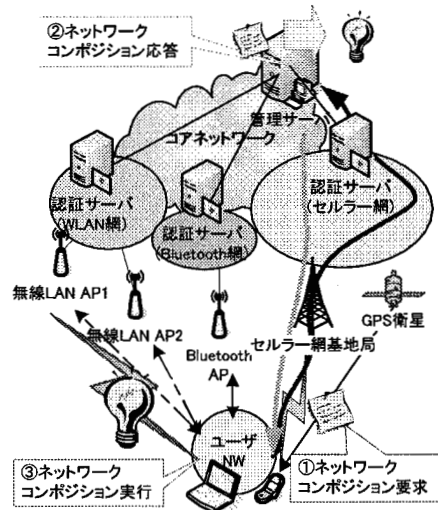 ②ネットワーク
コンポジション応答
管理サーバ
コアネットワーク
認証サーバ
(WLAN網)
認証サーバ
(Bluetooth網)
認証サーバ
(セルラー網)
無線LAN AP1
無線LAN AP2
Bluetooth
AP
セルラー網基地局
GPS衛星
ユーザ
NW
③ネットワーク
コンポジション実行
①ネットワーク
コンポジション要求